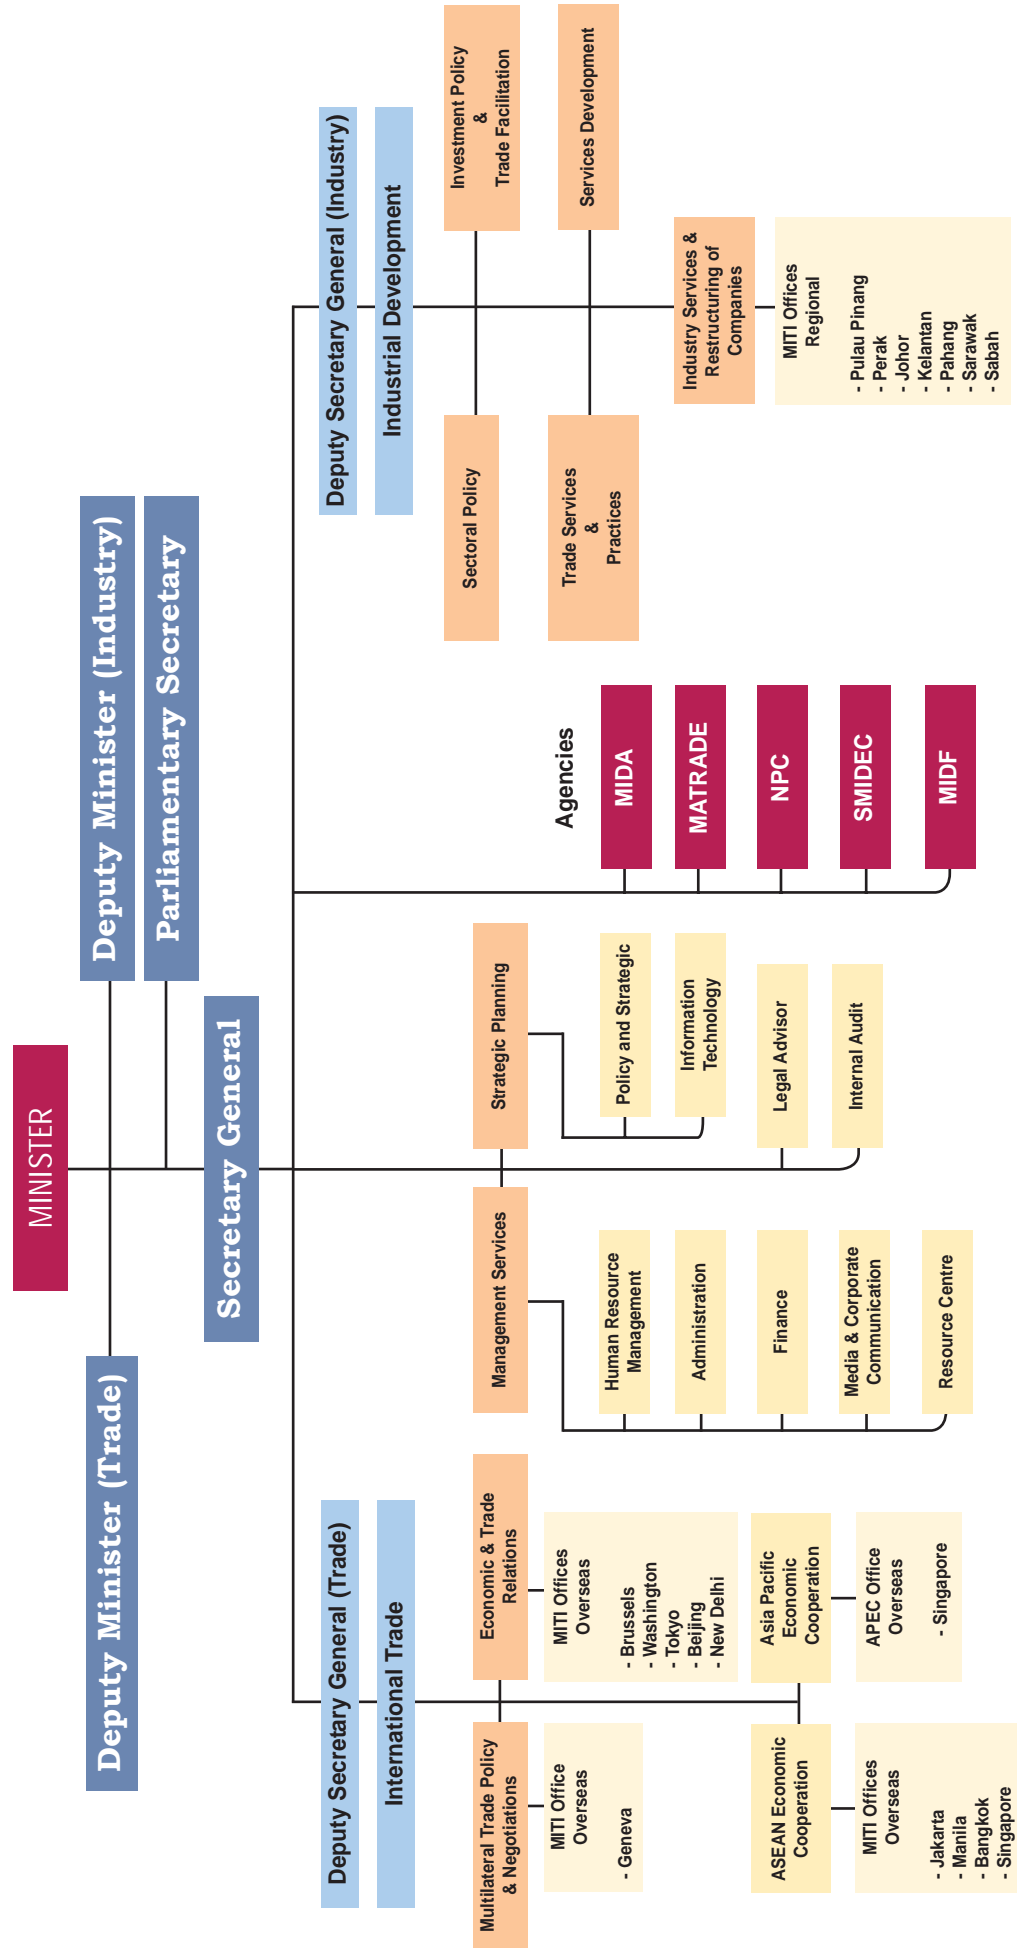 MINISTER
Deputy Minister (Trade)
Deputy Minister (Industry)
Parliamentary Secretary
Secretary General
Deputy Secretary General (Trade)
International Trade
Multilateral Trade Policy
& Negotiations
MITI Office
Overseas
- Geneva
Economic & Trade
Relations
MITI Offices
Overseas
- Brussels
- Washington
- Tokyo
- Beijing
- New Delhi
ASEAN Economic
Cooperation
MITI Offices
Overseas
- Jakarta
- Manila
- Bangkok
- Singapore
Asia Pacific
Economic
Cooperation
APEC Office
Overseas
- Singapore
Management Services
Human Resource
Management
Administration
Finance
Media & Corporate
Communication
Resource Centre
Strategic Planning
Policy and Strategic
Information
Technology
Legal Advisor
Internal Audit
Agencies
MIDA
MATRADE
NPC
SMIDEC
MIDF
Deputy Secretary General (Industry)
Industrial Development
Sectoral Policy
Investment Policy
&
Trade Facilitation
Trade Services
&
Practices
Services Development
Industry Services &
Restructuring of
Companies
MITI Offices
Regional
- Pulau Pinang
- Perak
- Johor
- Kelantan
- Pahang
- Sarawak
- Sabah